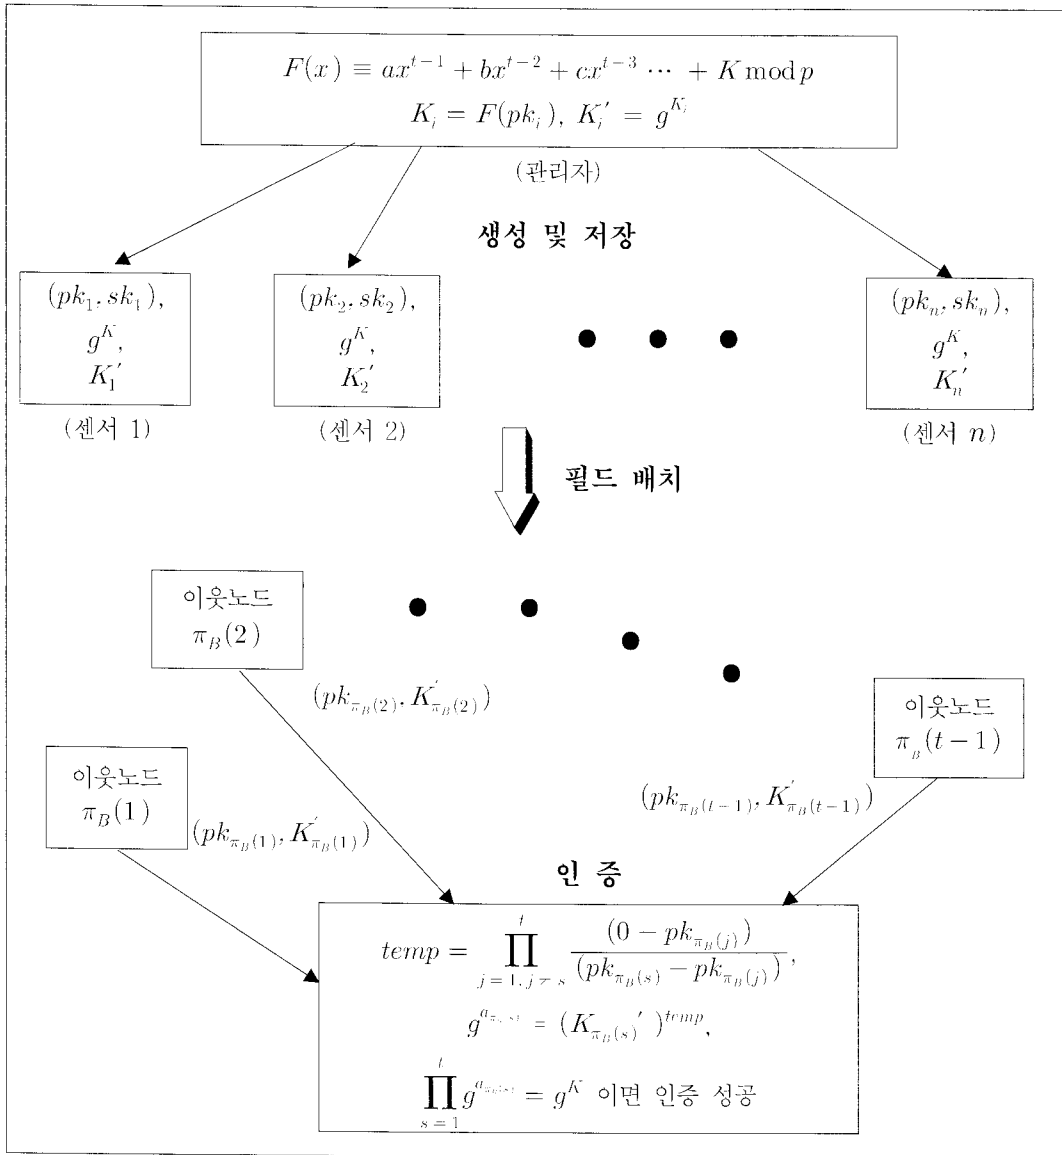 F(x) ≡ ax^{t-1} + bx^{t-2} + cx^{t-3} ⋯ + K mod p
K_i = F(pk_i), K_i′ = g^{K_i}
(관리자)
생성 및 저장
(pk_1, sk_1),
g^K,
K_1′
(센서 1)
(pk_2, sk_2),
g^K,
K_2′
(센서 2)
(pk_n, sk_n),
g^K,
K_n′
(센서 n)
필드 배치
이웃노드
π_B(2)
(pk_{π_B(2)}, K′_{π_B(2)})
이웃노드
π_B(t-1)
(pk_{π_B(t-1)}, K′_{π_B(t-1)})
이웃노드
π_B(1)
(pk_{π_B(1)}, K′_{π_B(1)})
인 증
temp = ∏_{j=1, j≠s}^{t} (0 - pk_{π_B(j)}) / (pk_{π_B(s)} - pk_{π_B(j)}),
g^{a_{π_B(s)}} = (K_{π_B(s)}′)^{temp},
∏_{s=1}^{t} g^{a_{π_B(s)}} = g^K 이면 인증 성공